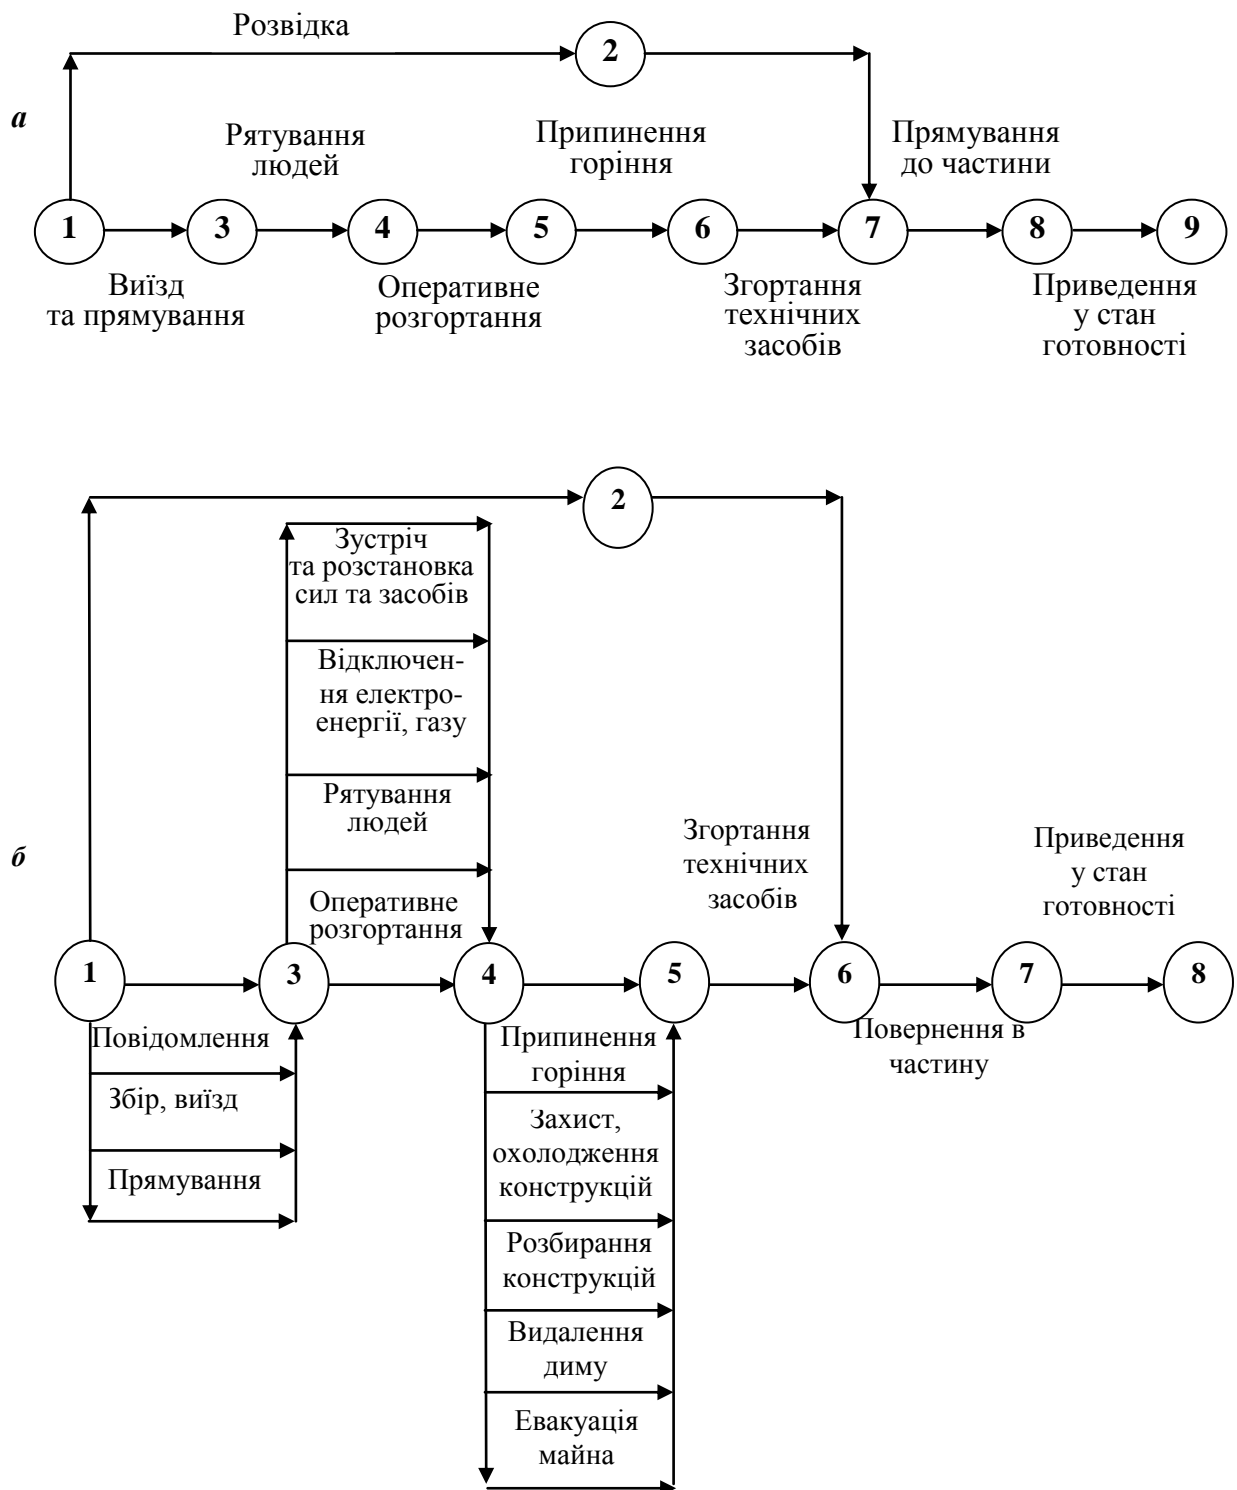 Розвідка
2
а
Рятування
людей
Припинення
горіння
Прямування
до частини
1
3
4
5
6
7
8
9
Виїзд
та прямування
Оперативне
розгортання
Згортання
технічних
засобів
Приведення
у стан
готовності
2
Зустріч
та розстановка
сил та засобів
Відключен-
ня електро-
енергії, газу
Рятування
людей
Оперативне
розгортання
б
Згортання
технічних
засобів
Приведення
у стан
готовності
1
3
4
5
6
7
8
Повідомлення
Збір, виїзд
Прямування
Припинення
горіння
Захист,
охолодження
конструкцій
Розбирання
конструкцій
Видалення
диму
Евакуація
майна
Повернення в
частину